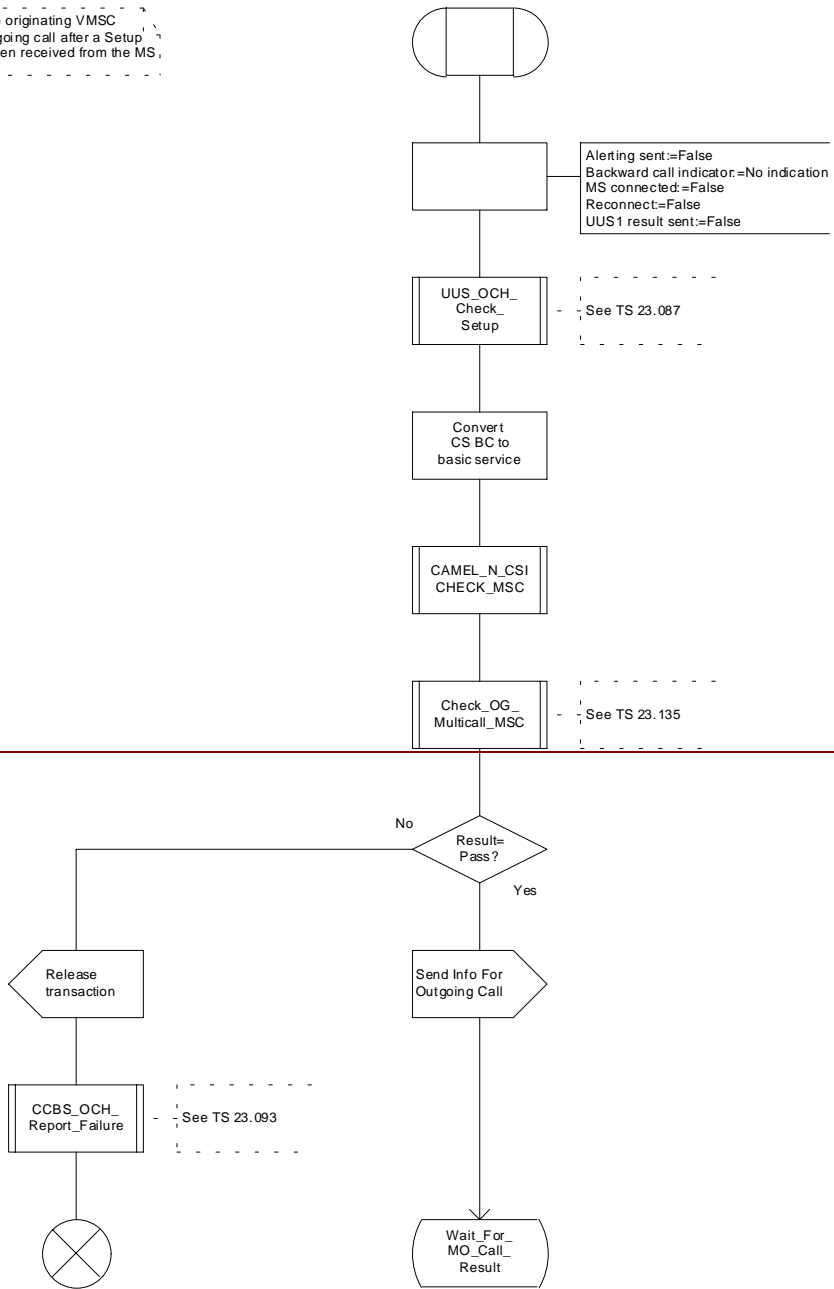 originating VMSC
going call after a Setup
en received from the MS
Alerting sent:=False
Backward call indicator:=No indication
MS connected:=False
Reconnect:=False
UUS1 result sent:=False
UUS_OCH_
Check_
Setup
See TS 23.087
Convert
CS BC to
basic service
CAMEL_N_CSI
CHECK_MSC
Check_OG_
Multicall_MSC
See TS 23.135
No
Result=
Pass?
Yes
Release
transaction
Send Info For
Outgoing Call
CCBS_OCH_
Report_Failure
See TS 23.093
Wait_For_
MO_Call_
Result